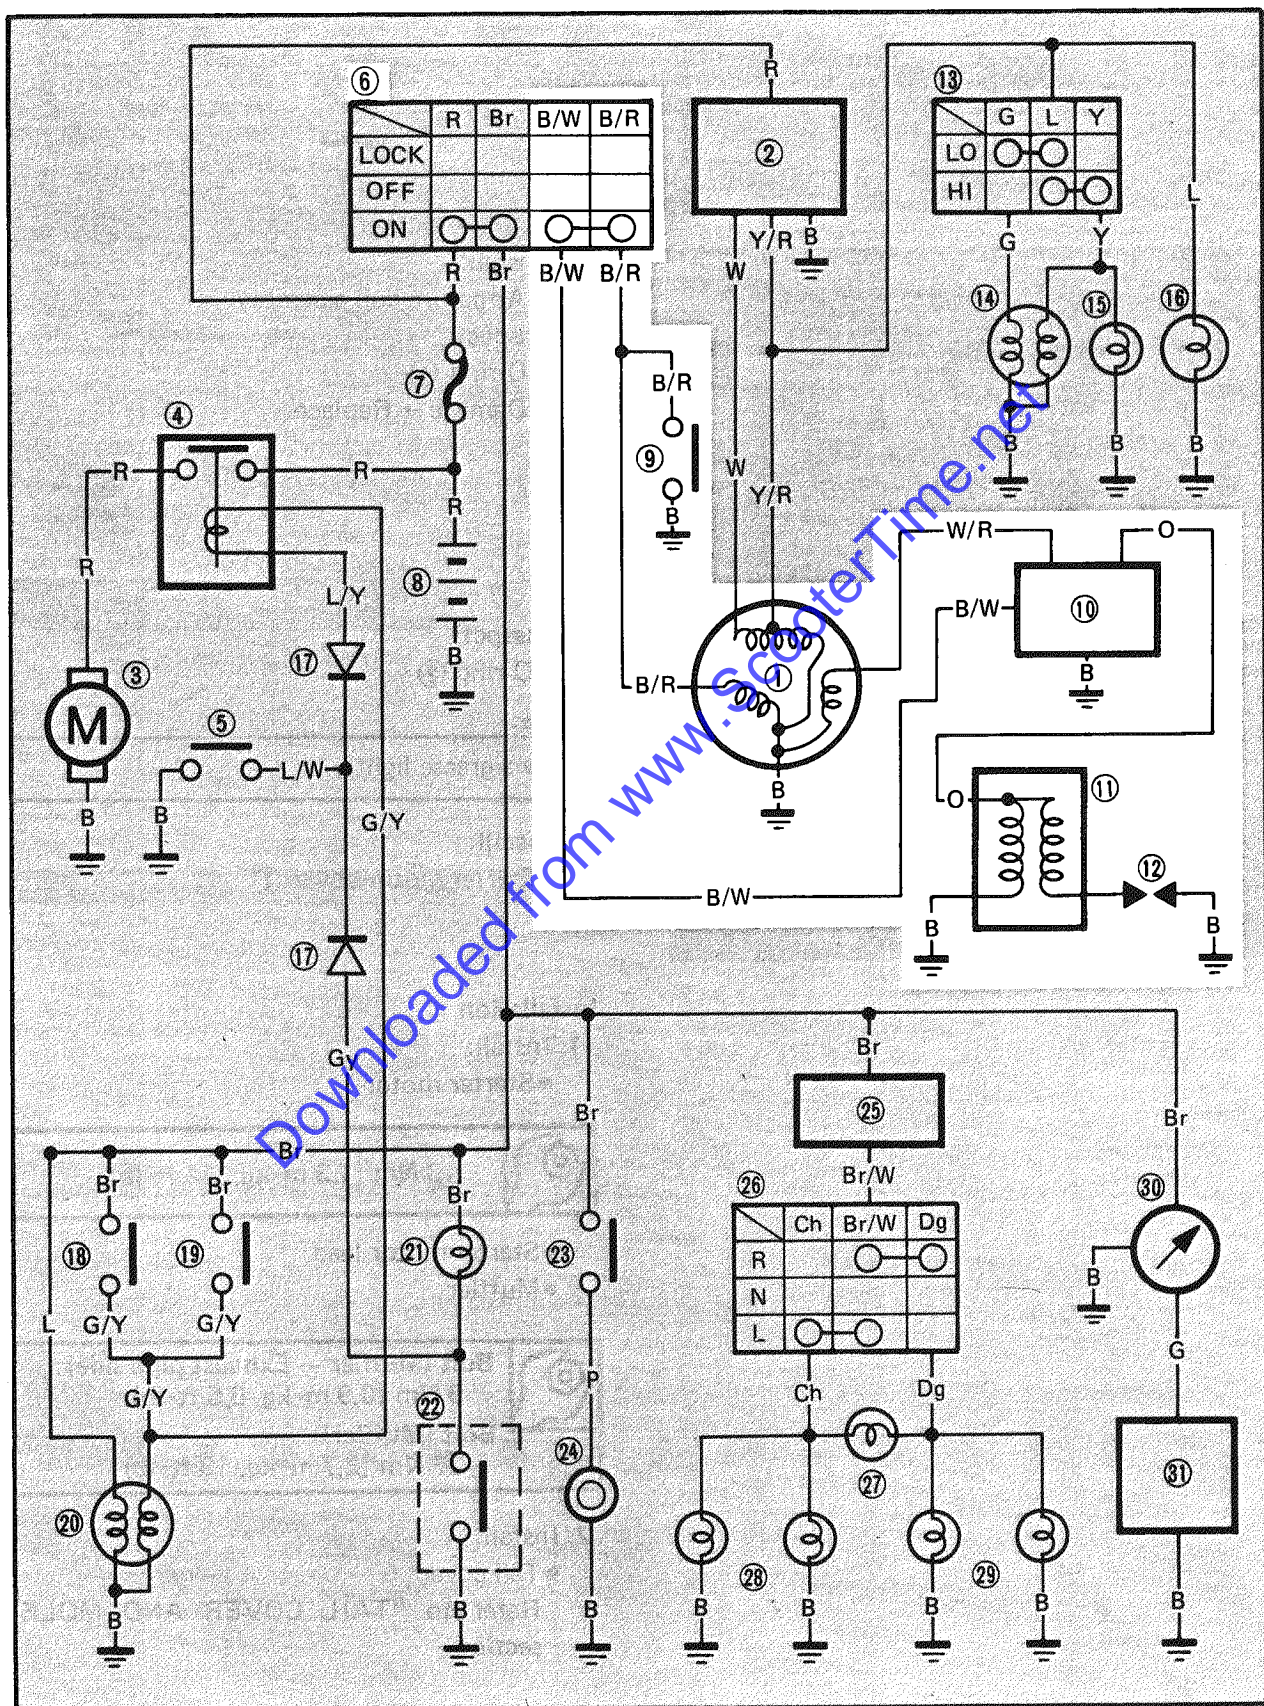 ⑥
R Br B/W B/R
LOCK
OFF
ON
R Br B/W B/R
R
②
W Y/R B
⑬
G L Y
LO
HI
G Y
L
⑭ ⑮ ⑯
B B B
⑦
④
R R
R
R
L/Y
⑧
B
B/R
⑨
B
W
Y/R
③
M
B
⑰
⑤
L/W
B
G/Y
⑰
B/R
①
B
W/R
O
B/W
⑩
B
O
⑪
⑫
B
B
B/W
Br
Br
㉕
Br/W
Br
Br
Br
Br
Br
⑱ ⑲ ㉑ ㉓
L
G/Y G/Y
G/Y
⑳
B
㉒
B
P
㉔
B
㉖
Ch Br/W Dg
R
N
L
Ch Dg
㉗
㉘ ㉙
B B B B
Br
㉚
B
G
㉛
B
Downloaded from www.ScooterTime.net